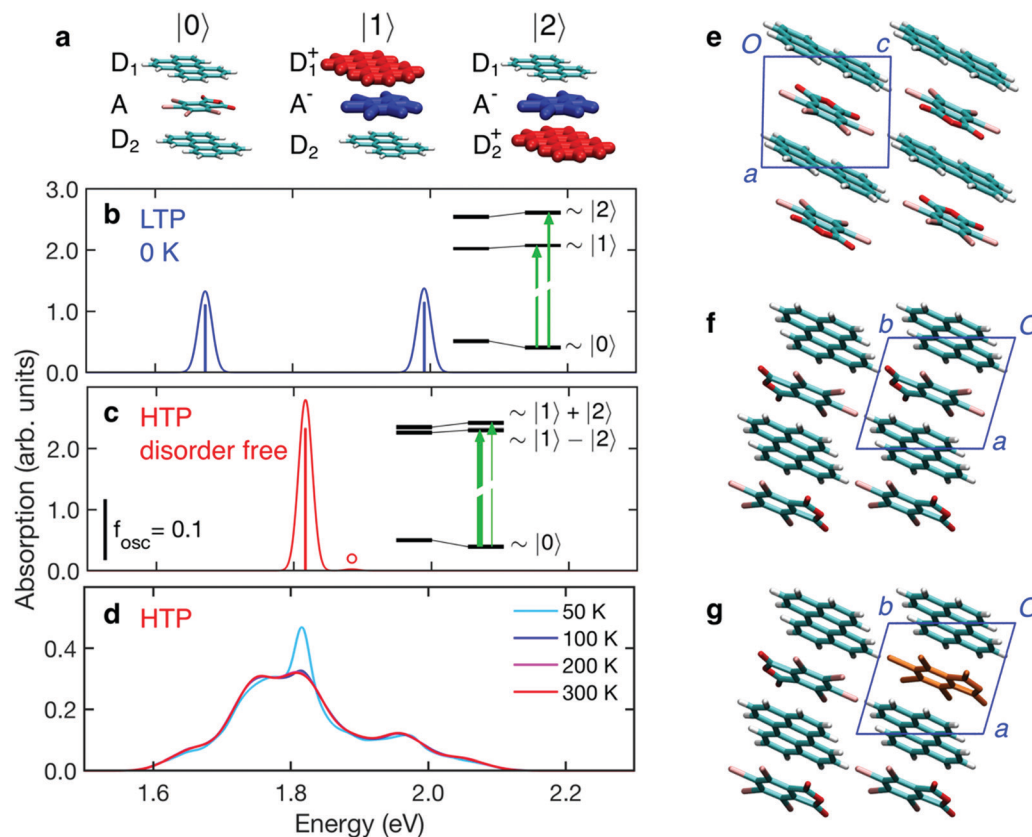 a
|0⟩ |1⟩ |2⟩
D₁ D₁⁺ D₁
A A⁻ A⁻
D₂ D₂ D₂⁺
b LTP
0 K
~ |2⟩
~ |1⟩
~ |0⟩
3.0
2.0
1.0
0.0
c HTP
disorder free
~ |1⟩ + |2⟩
~ |1⟩ − |2⟩
~ |0⟩
f_osc = 0.1
2.0
1.0
0.0
d HTP
50 K
100 K
200 K
300 K
0.4
0.2
0.0
1.6 1.8 2.0 2.2
Energy (eV)
Absorption (arb. units)
e
O c
a
f
b O
a
g
b O
a